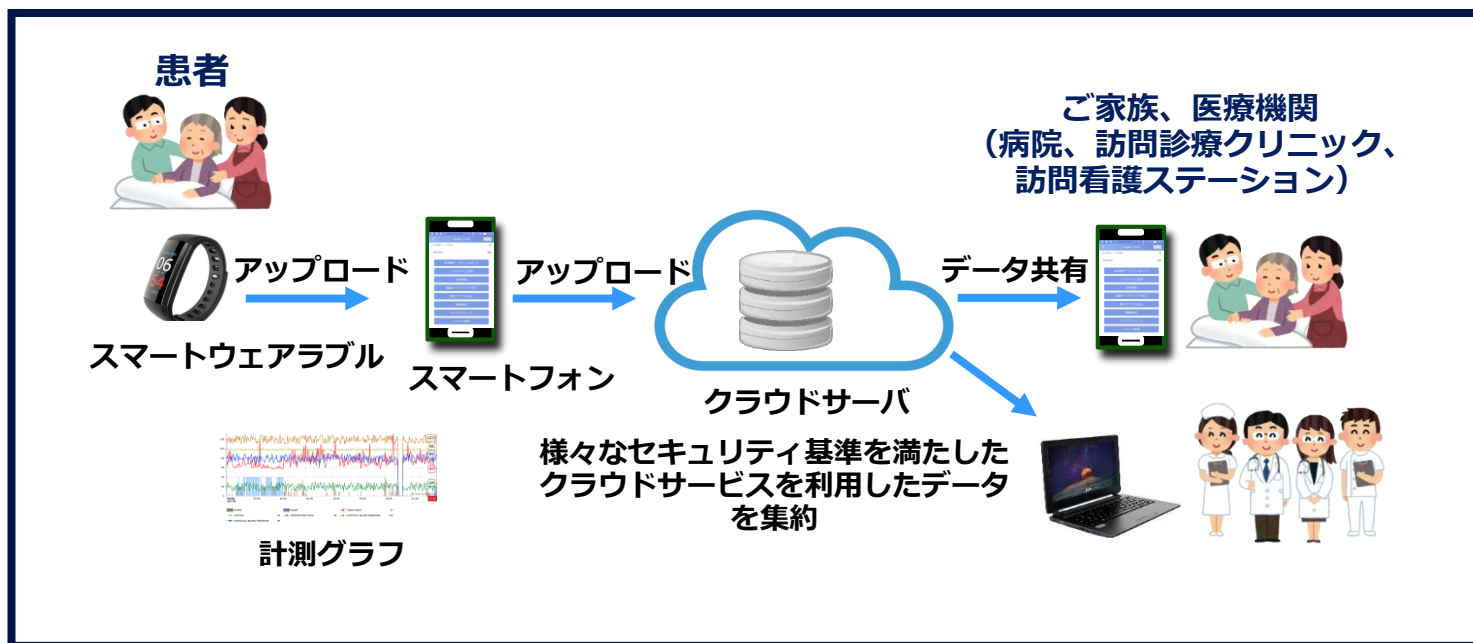 患者
ご家族、医療機関
（病院、訪問診療クリニック、
訪問看護ステーション）
アップロード
アップロード
データ共有
スマートウェアラブル
スマートフォン
クラウドサーバ
様々なセキュリティ基準を満たした
クラウドサービスを利用したデータ
を集約
計測グラフ
06
54